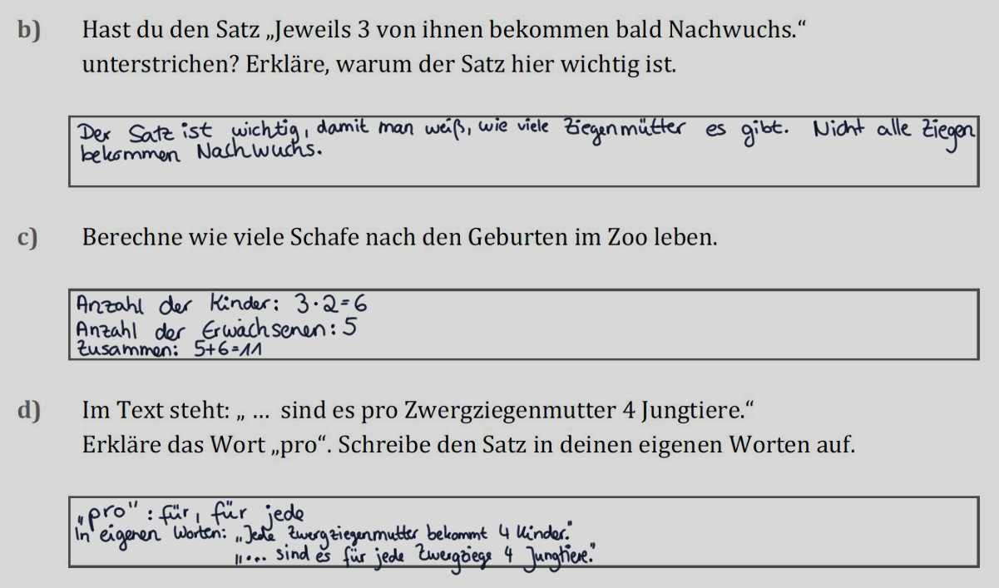 b) Hast du den Satz „Jeweils 3 von ihnen bekommen bald Nachwuchs.“
unterstrichen? Erkläre, warum der Satz hier wichtig ist.
Der Satz ist wichtig, damit man weiß, wie viele Ziegenmütter es gibt. Nicht alle Ziegen
bekommen Nachwuchs.
c) Berechne wie viele Schafe nach den Geburten im Zoo leben.
Anzahl der Kinder: 3·2=6
Anzahl der Erwachsenen: 5
Zusammen: 5+6=11
d) Im Text steht: „ … sind es pro Zwergziegenmutter 4 Jungtiere.“
Erkläre das Wort „pro“. Schreibe den Satz in deinen eigenen Worten auf.
„pro“: für, für jede
In eigenen Worten: „Jede Zwergziegenmutter bekommt 4 Kinder.“
„... sind es für jede Zwergziege 4 Jungtiere.“